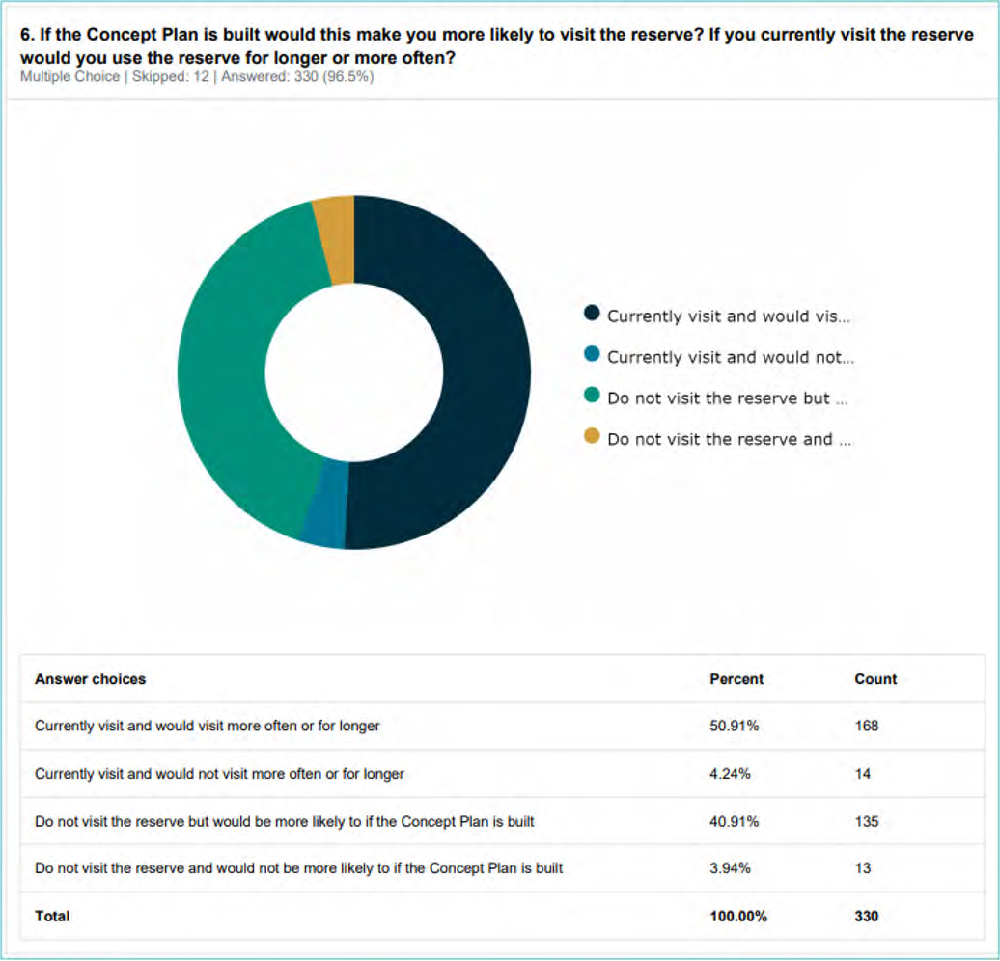 6. If the Concept Plan is built would this make you more likely to visit the reserve? If you currently visit the reserve
would you use the reserve for longer or more often?
Multiple Choice | Skipped: 12 | Answered: 330 (96.5%)
Currently visit and would vis...
Currently visit and would not...
Do not visit the reserve but ...
Do not visit the reserve and ...
Answer choices Percent Count
Currently visit and would visit more often or for longer 50.91% 168
Currently visit and would not visit more often or for longer 4.24% 14
Do not visit the reserve but would be more likely to if the Concept Plan is built 40.91% 135
Do not visit the reserve and would not be more likely to if the Concept Plan is built 3.94% 13
Total 100.00% 330